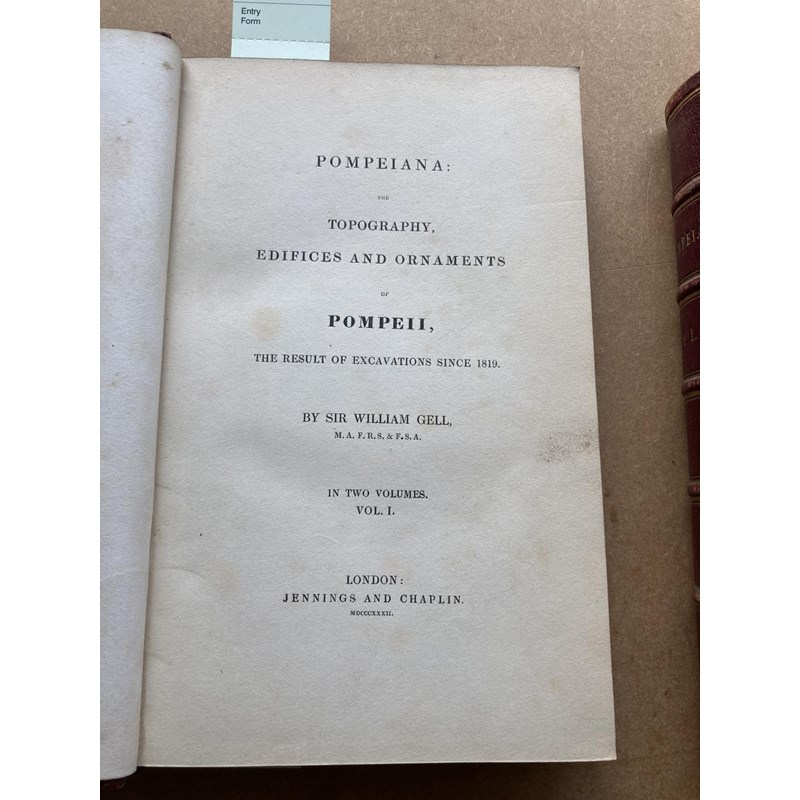 Entry
Form
POMPEIANA:
THE
TOPOGRAPHY,
EDIFICES AND ORNAMENTS
OF
POMPEII,
THE RESULT OF EXCAVATIONS SINCE 1819.
BY SIR WILLIAM GELL,
M.A. F.R.S. & F.S.A.
IN TWO VOLUMES.
VOL. I.
LONDON:
JENNINGS AND CHAPLIN.
MDCCCXXXII.